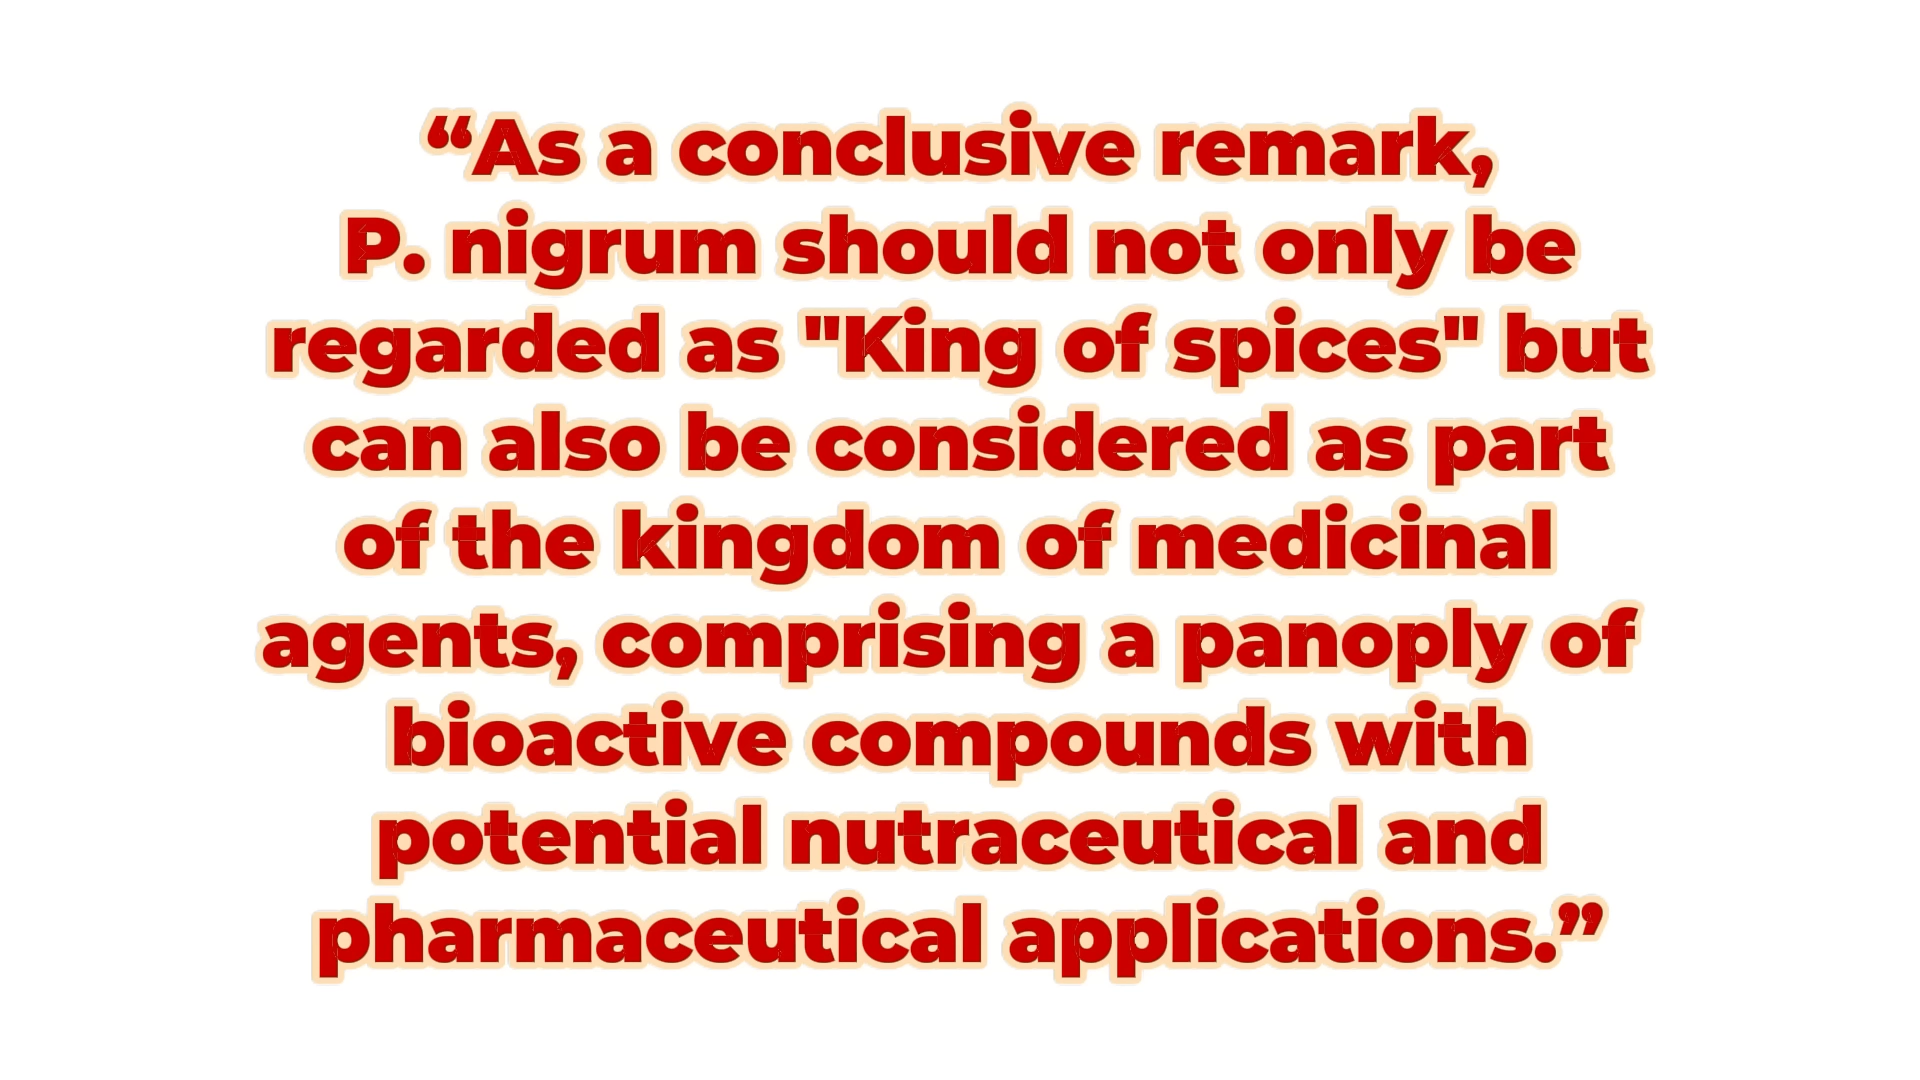 “As a conclusive remark,
P. nigrum should not only be
regarded as "King of spices" but
can also be considered as part
of the kingdom of medicinal
agents, comprising a panoply of
bioactive compounds with
potential nutraceutical and
pharmaceutical applications.”